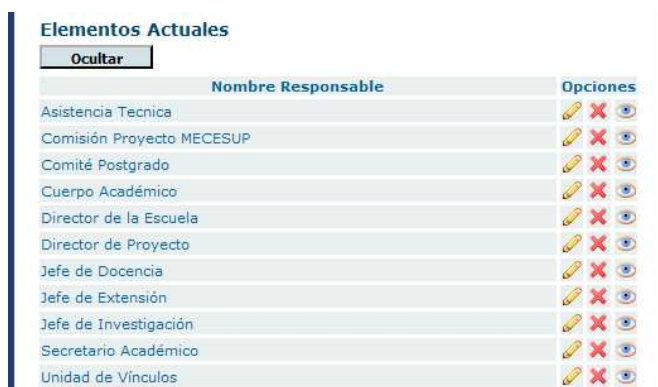 Elementos Actuales
Ocultar
Nombre Responsable Opciones
Asistencia Tecnica
Comisión Proyecto MECESUP
Comité Postgrado
Cuerpo Académico
Director de la Escuela
Director de Proyecto
Jefe de Docencia
Jefe de Extensión
Jefe de Investigación
Secretario Académico
Unidad de Vínculos